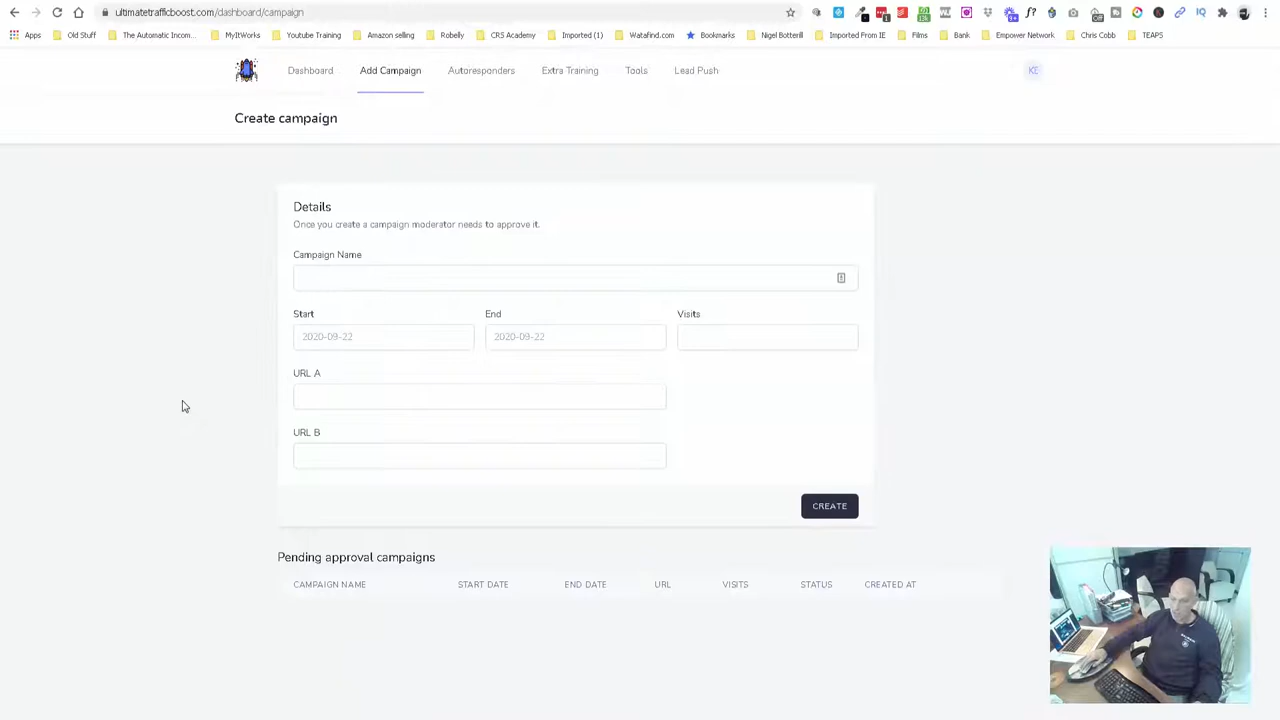 ultimatetrafficboost.com/dashboard/campaign
Apps Old Stuff The Automatic Incom... MyItWorks Youtube Training Amazon selling Robelly CRS Academy Imported (1) Watafind.com Bookmarks Nigel Botterill Imported From IE Films Bank Empower Network Chris Cobb TEAPS
Dashboard Add Campaign Autoresponders Extra Training Tools Lead Push KE
Create campaign
Details
Once you create a campaign moderator needs to approve it.
Campaign Name
Start End Visits
2020-09-22 2020-09-22
URL A
URL B
CREATE
Pending approval campaigns
CAMPAIGN NAME START DATE END DATE URL VISITS STATUS CREATED AT